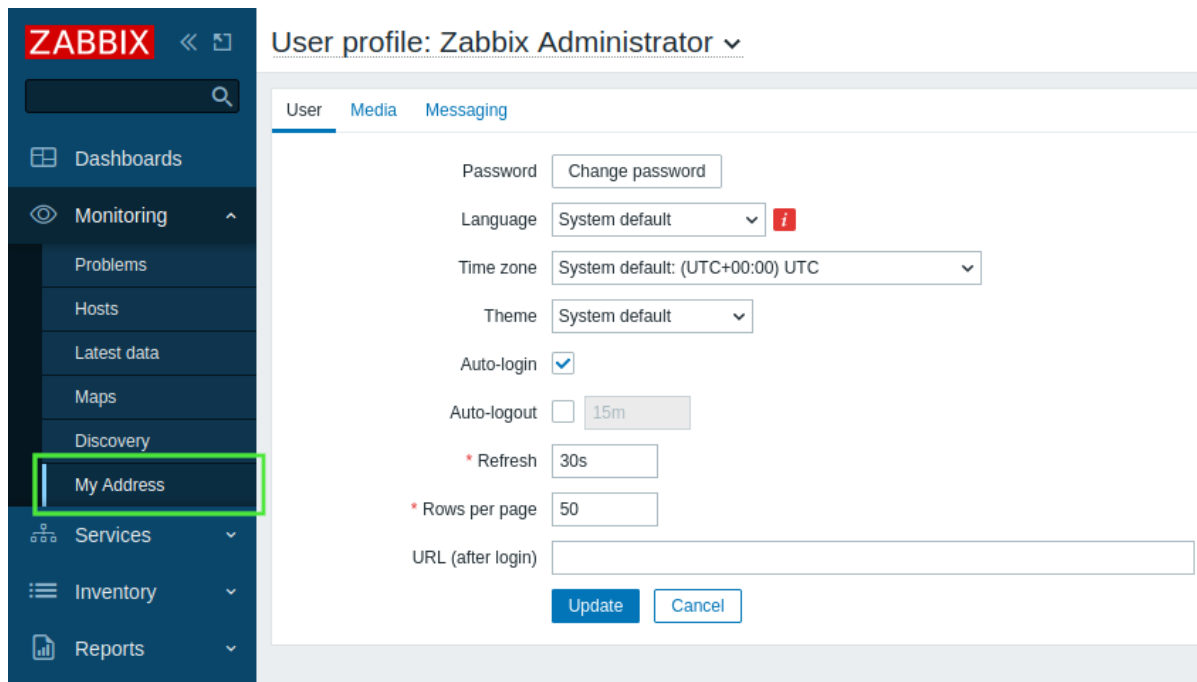 ZABBIX
User profile: Zabbix Administrator
User Media Messaging
Dashboards
Monitoring
Problems
Hosts
Latest data
Maps
Discovery
My Address
Services
Inventory
Reports
Password Change password
Language System default i
Time zone System default: (UTC+00:00) UTC
Theme System default
Auto-login
Auto-logout 15m
* Refresh 30s
* Rows per page 50
URL (after login)
Update Cancel